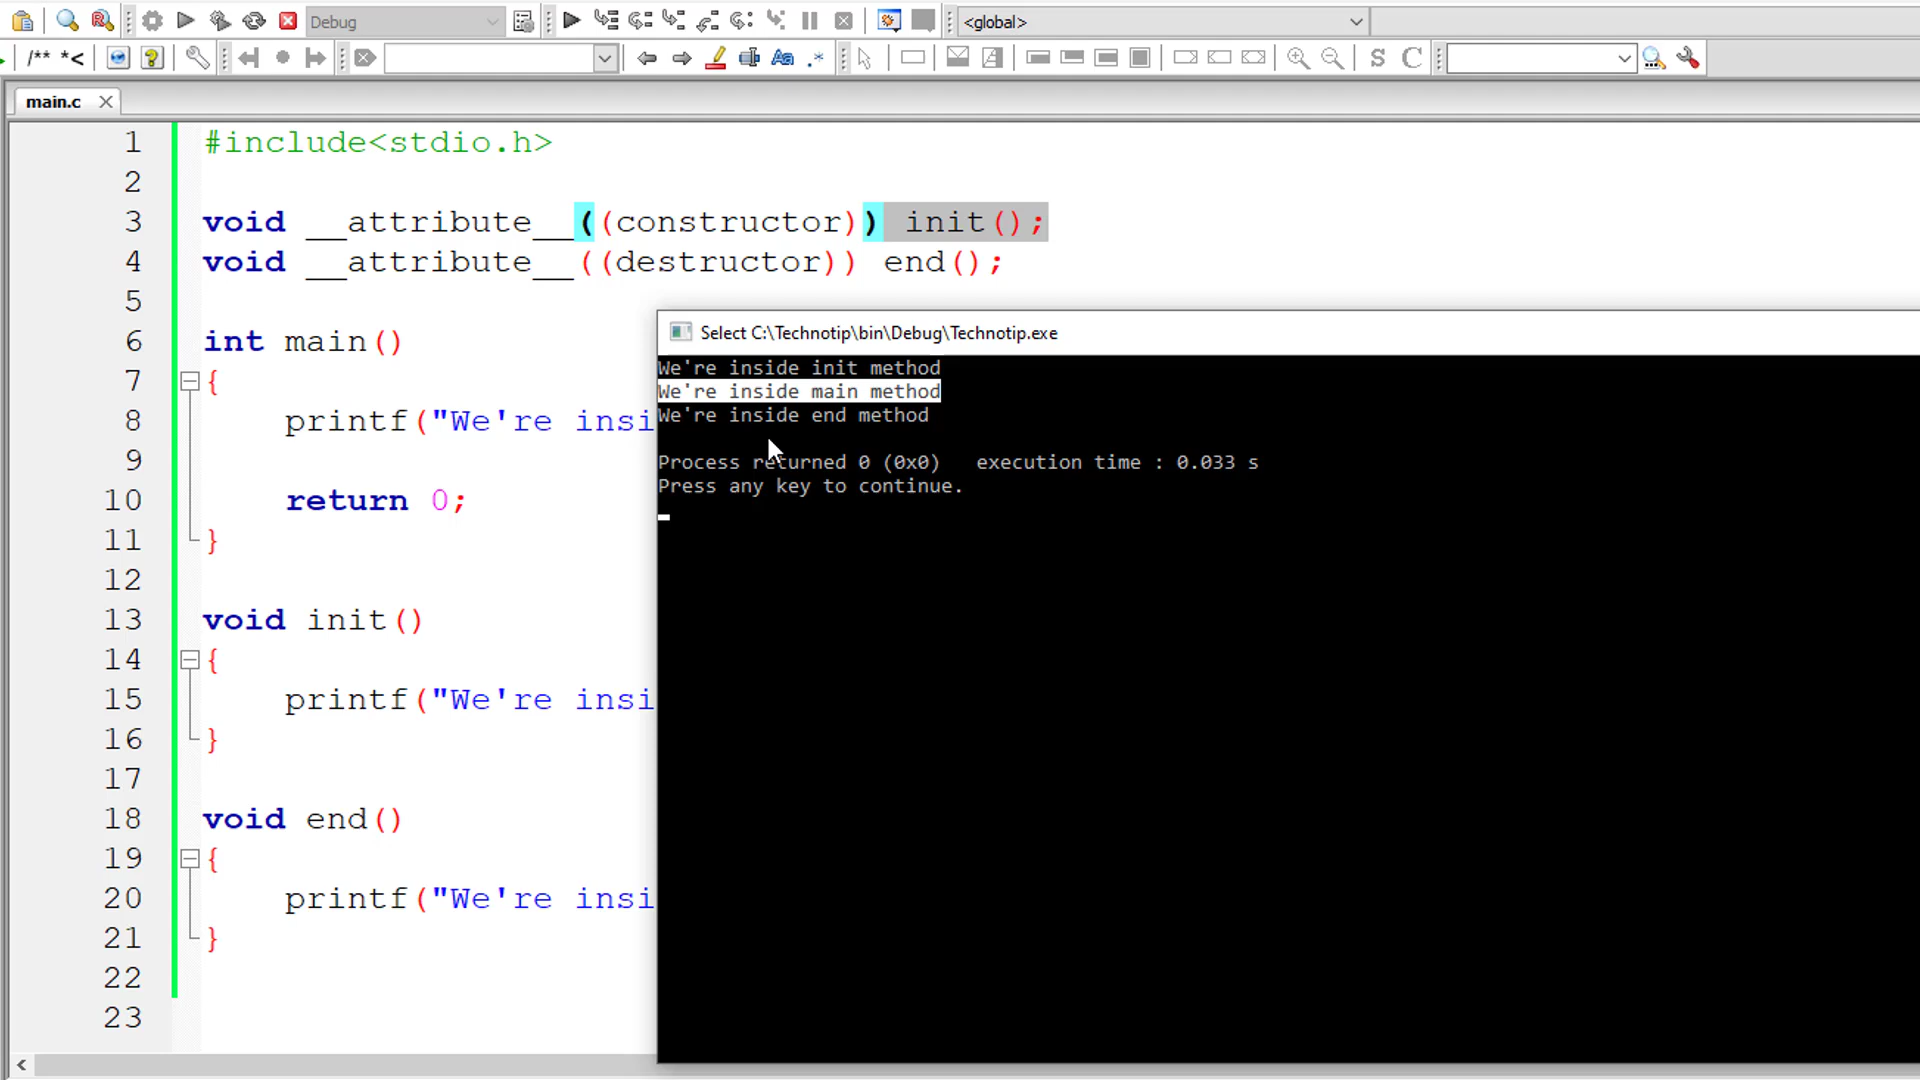 Debug
<global>
/** *<
Aa
.*
S C
main.c
1 #include<stdio.h>
2
3 void __attribute__((constructor)) init();
4 void __attribute__((destructor)) end();
5
6 int main()
7 {
8 printf("We're insi
9
10 return 0;
11 }
12
13 void init()
14 {
15 printf("We're insi
16 }
17
18 void end()
19 {
20 printf("We're insi
21 }
22
23
Select C:\Technotip\bin\Debug\Technotip.exe
We're inside init method
We're inside main method
We're inside end method
Process returned 0 (0x0) execution time : 0.033 s
Press any key to continue.